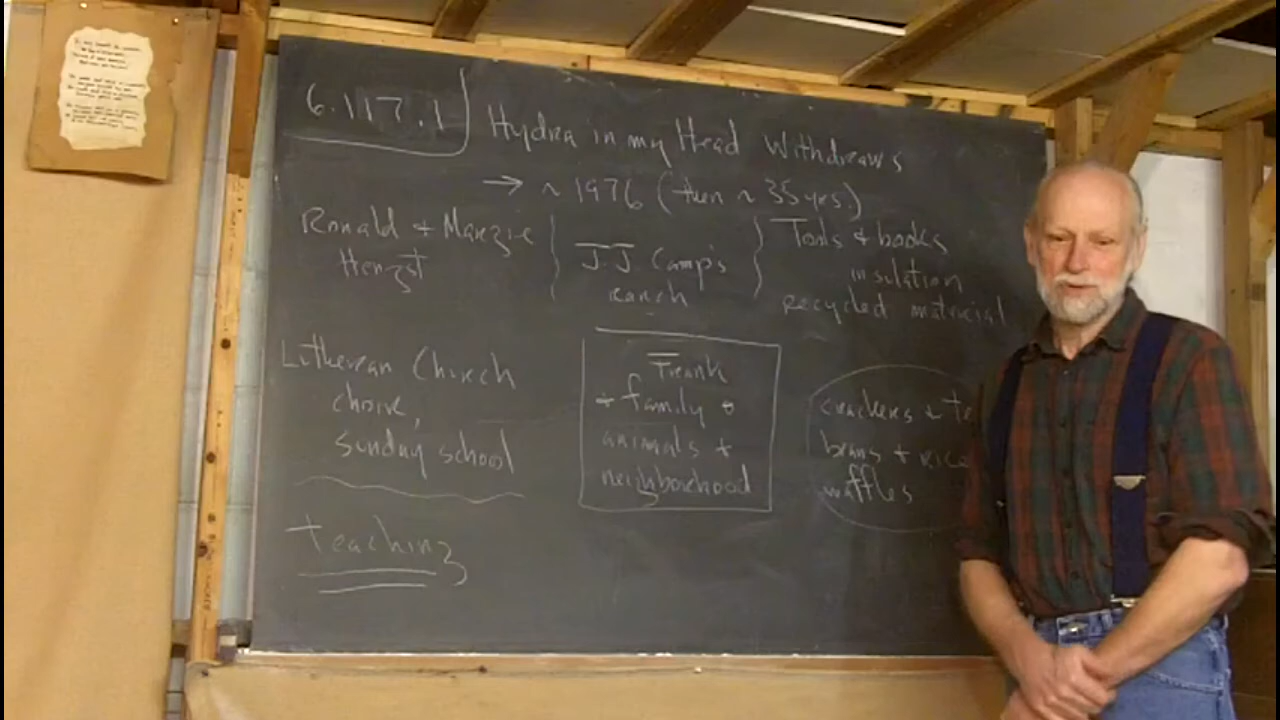 6.117.1
Hydra in my Head Withdraws
→ ~ 1976 (then ~ 35 yrs.)
Ronald + Manzie
Hengst
J.J. Camp's
ranch
Tools & books
insulation
recycled material
Lutheran Church
choir,
Sunday school
Teaching
Frank
+ family +
animals +
neighborhood
crackers + te
beans + rice
waffles